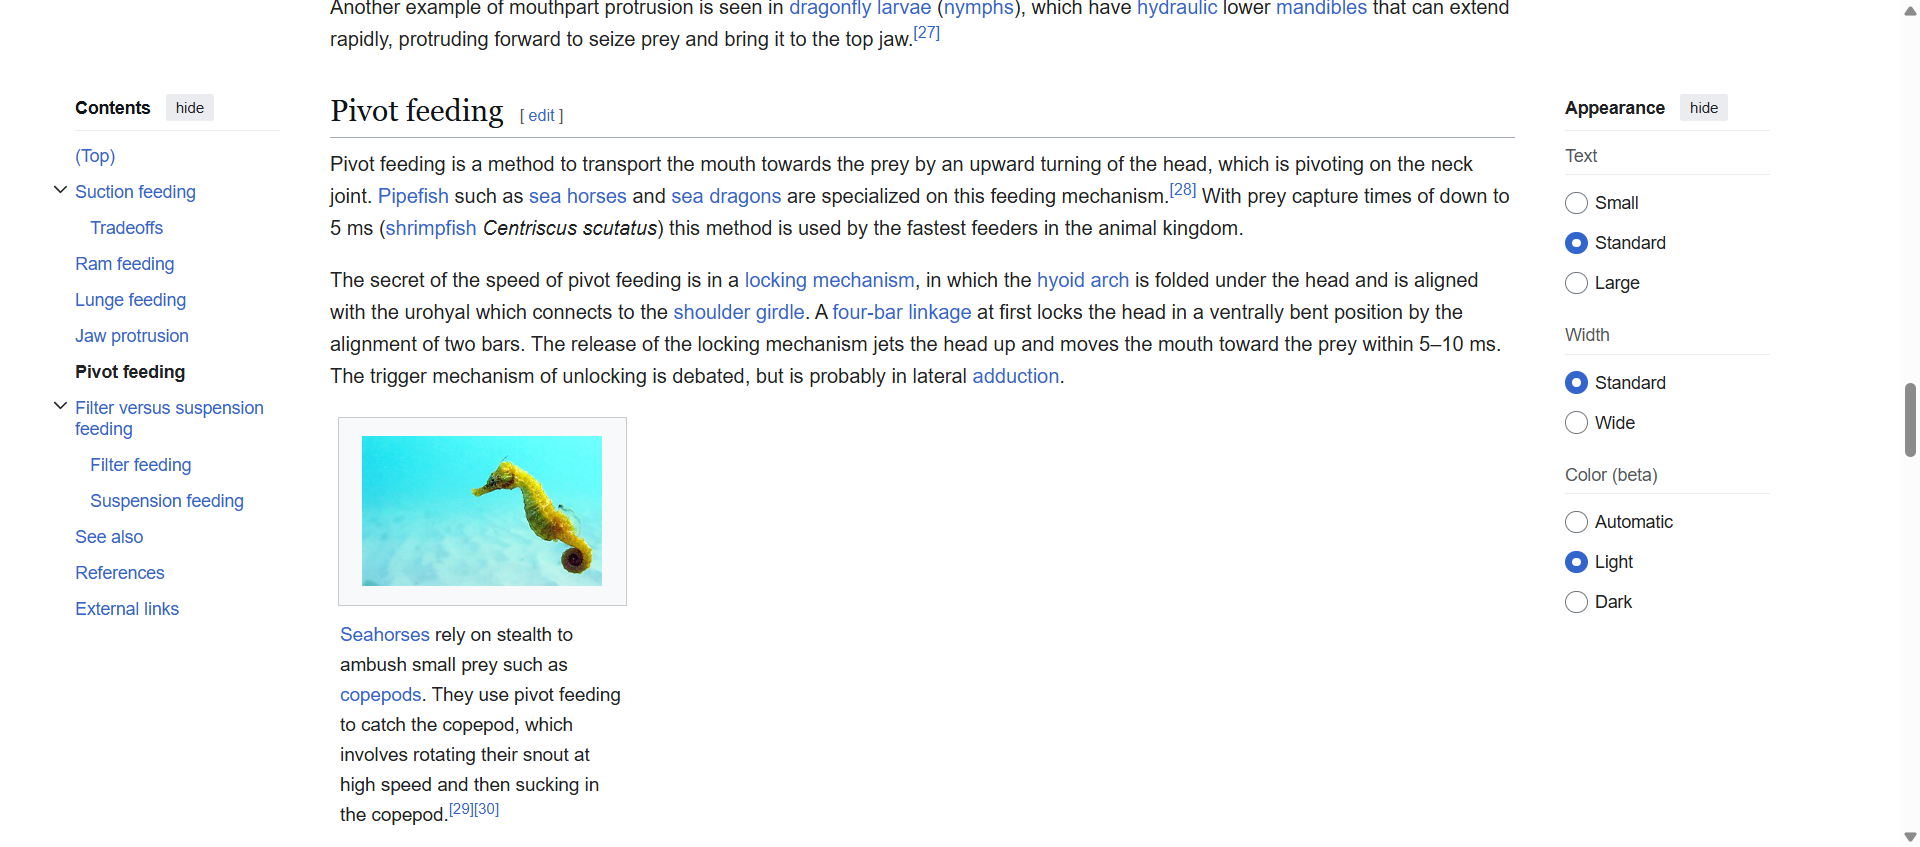 Another example of mouthpart protrusion is seen in dragonfly larvae (nymphs), which have hydraulic lower mandibles that can extend
rapidly, protruding forward to seize prey and bring it to the top jaw.[27]
Contents hide
(Top)
Suction feeding
Tradeoffs
Ram feeding
Lunge feeding
Jaw protrusion
Pivot feeding
Filter versus suspension
feeding
Filter feeding
Suspension feeding
See also
References
External links
Pivot feeding [ edit ]
Pivot feeding is a method to transport the mouth towards the prey by an upward turning of the head, which is pivoting on the neck
joint. Pipefish such as sea horses and sea dragons are specialized on this feeding mechanism.[28] With prey capture times of down to
5 ms (shrimpfish Centriscus scutatus) this method is used by the fastest feeders in the animal kingdom.
The secret of the speed of pivot feeding is in a locking mechanism, in which the hyoid arch is folded under the head and is aligned
with the urohyal which connects to the shoulder girdle. A four-bar linkage at first locks the head in a ventrally bent position by the
alignment of two bars. The release of the locking mechanism jets the head up and moves the mouth toward the prey within 5–10 ms.
The trigger mechanism of unlocking is debated, but is probably in lateral adduction.
Seahorses rely on stealth to
ambush small prey such as
copepods. They use pivot feeding
to catch the copepod, which
involves rotating their snout at
high speed and then sucking in
the copepod.[29][30]
Appearance hide
Text
Small
Standard
Large
Width
Standard
Wide
Color (beta)
Automatic
Light
Dark